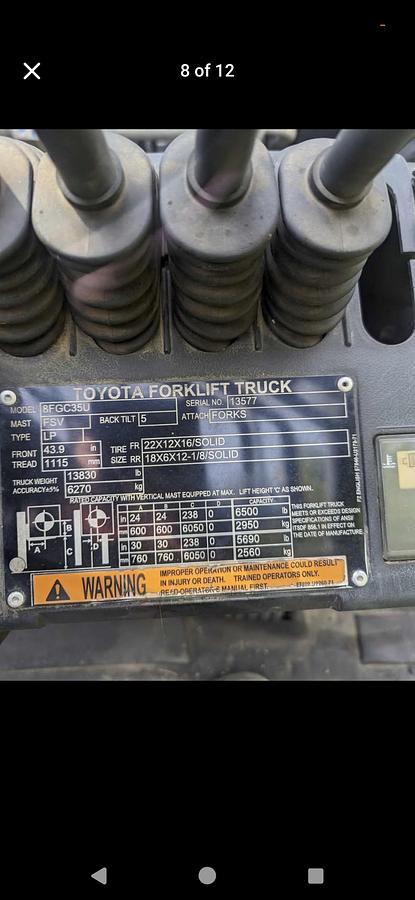 8 of 12
TOYOTA FORKLIFT TRUCK
MODEL 8FGC35U SERIAL NO. 13577
MAST FSV BACK TILT 5 ATTACH FORKS
TYPE LP
FRONT TREAD 43.9 in 1115 mm
TIRE SIZE FR 22X12X16/SOLID
RR 18X6X12-1/8/SOLID
TRUCK WEIGHT 13830 lb
ACCURACY±5% 6270 kg
RATED CAPACITY WITH VERTICAL MAST EQUIPPED AT MAX. LIFT HEIGHT 'C' AS SHOWN.
A B C D CAPACITY
in 24 24 238 0 6500 lb
mm 600 600 6050 0 2950 kg
in 30 30 238 0 5690 lb
mm 760 760 6050 0 2560 kg
A B C D
THIS FORKLIFT TRUCK
MEETS OR EXCEEDS DESIGN
SPECIFICATIONS OF ANSI
ITSDF B56.1 EFFECTIVE ON
THE DATE OF MANUFACTURE.
WARNING
IMPROPER OPERATION OR MAINTENANCE COULD RESULT
IN INJURY OR DEATH. TRAINED OPERATORS ONLY.
READ OPERATOR'S MANUAL FIRST.